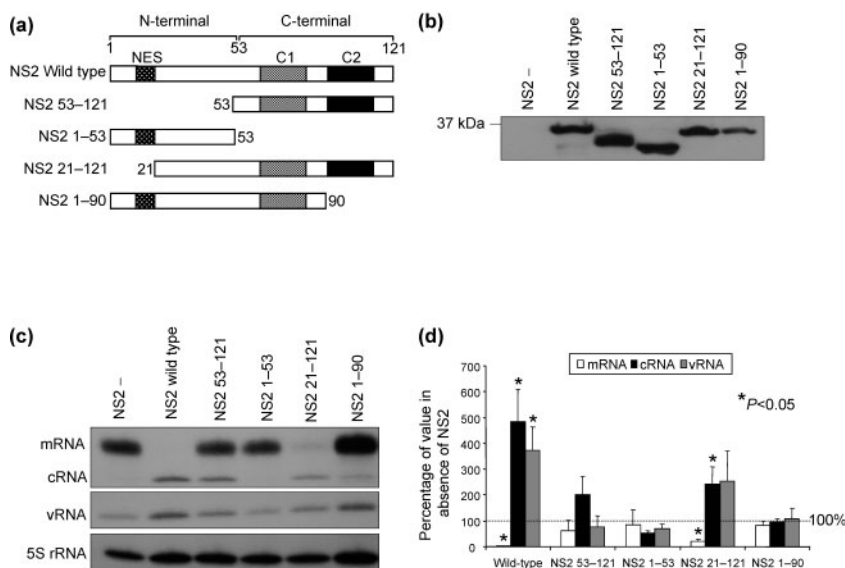 (a)
N-terminal C-terminal
1 53 121
NES C1 C2
NS2 Wild type
NS2 53–121 53
NS2 1–53 53
NS2 21–121 21
NS2 1–90 90
(b)
NS2 –
NS2 wild type
NS2 53–121
NS2 1–53
NS2 21–121
NS2 1–90
37 kDa
(c)
NS2 –
NS2 wild type
NS2 53–121
NS2 1–53
NS2 21–121
NS2 1–90
mRNA
cRNA
vRNA
5S rRNA
(d)
Percentage of value in
absence of NS2
700
600
500
400
300
200
100
0
mRNA cRNA vRNA
*P<0.05
* * * * *
100%
Wild-type NS2 53–121 NS2 1–53 NS2 21–121 NS2 1–90